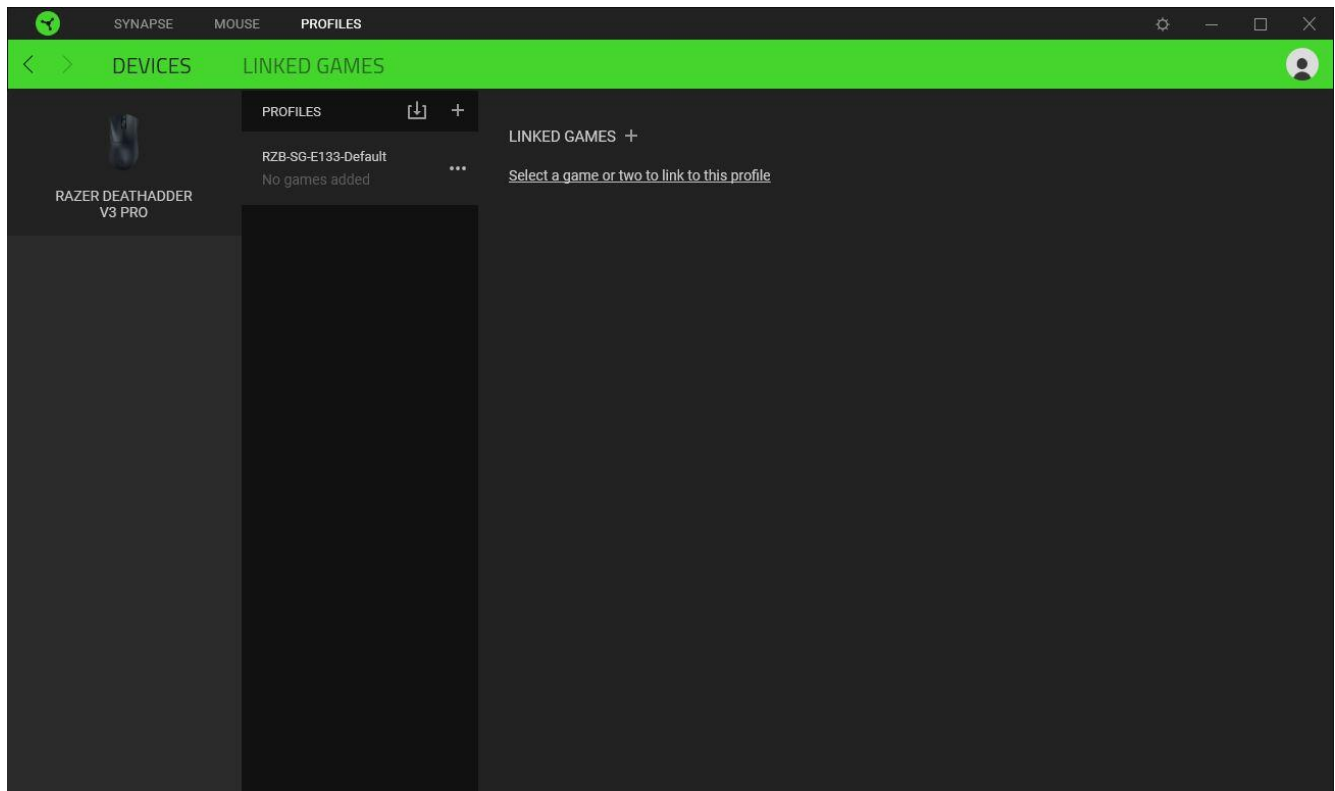 SYNAPSE MOUSE PROFILES
DEVICES LINKED GAMES
RAZER DEATHADDER
V3 PRO
PROFILES
RZB-SG-E133-Default
No games added
LINKED GAMES
Select a game or two to link to this profile